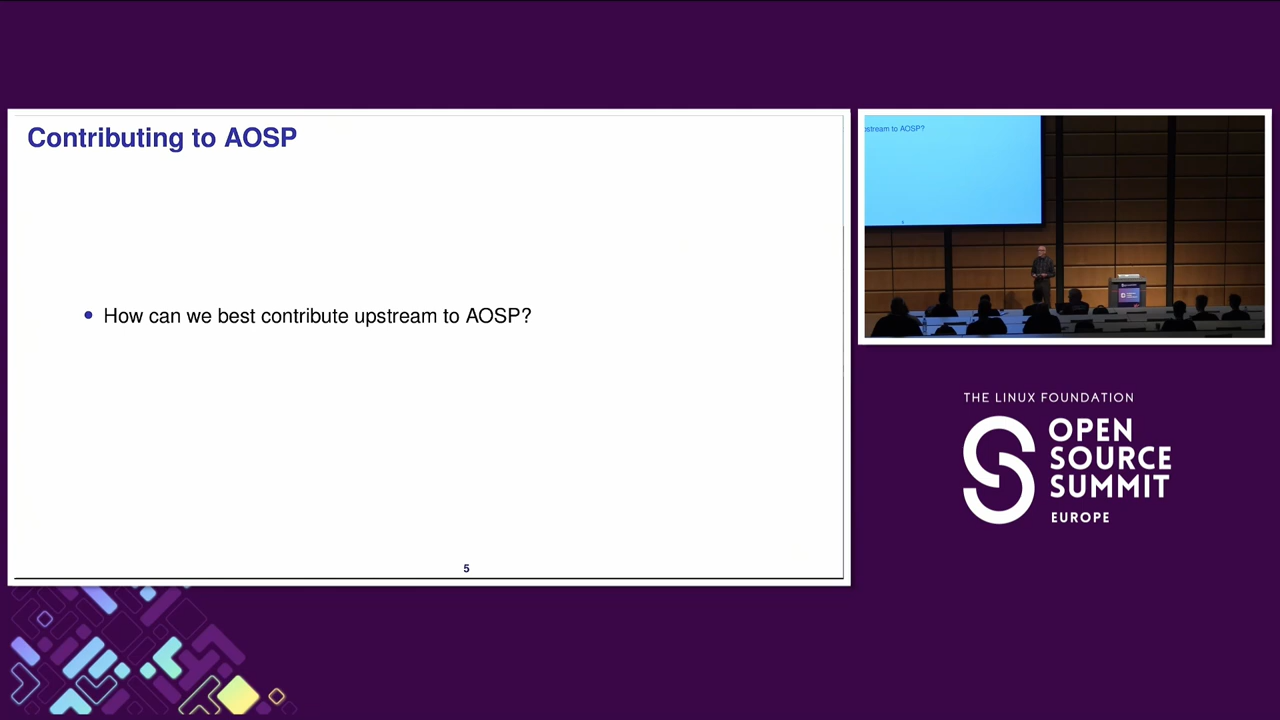 Contributing to AOSP
How can we best contribute upstream to AOSP?
5
stream to AOSP?
THE LINUX FOUNDATION
OPEN
SOURCE
SUMMIT
EUROPE